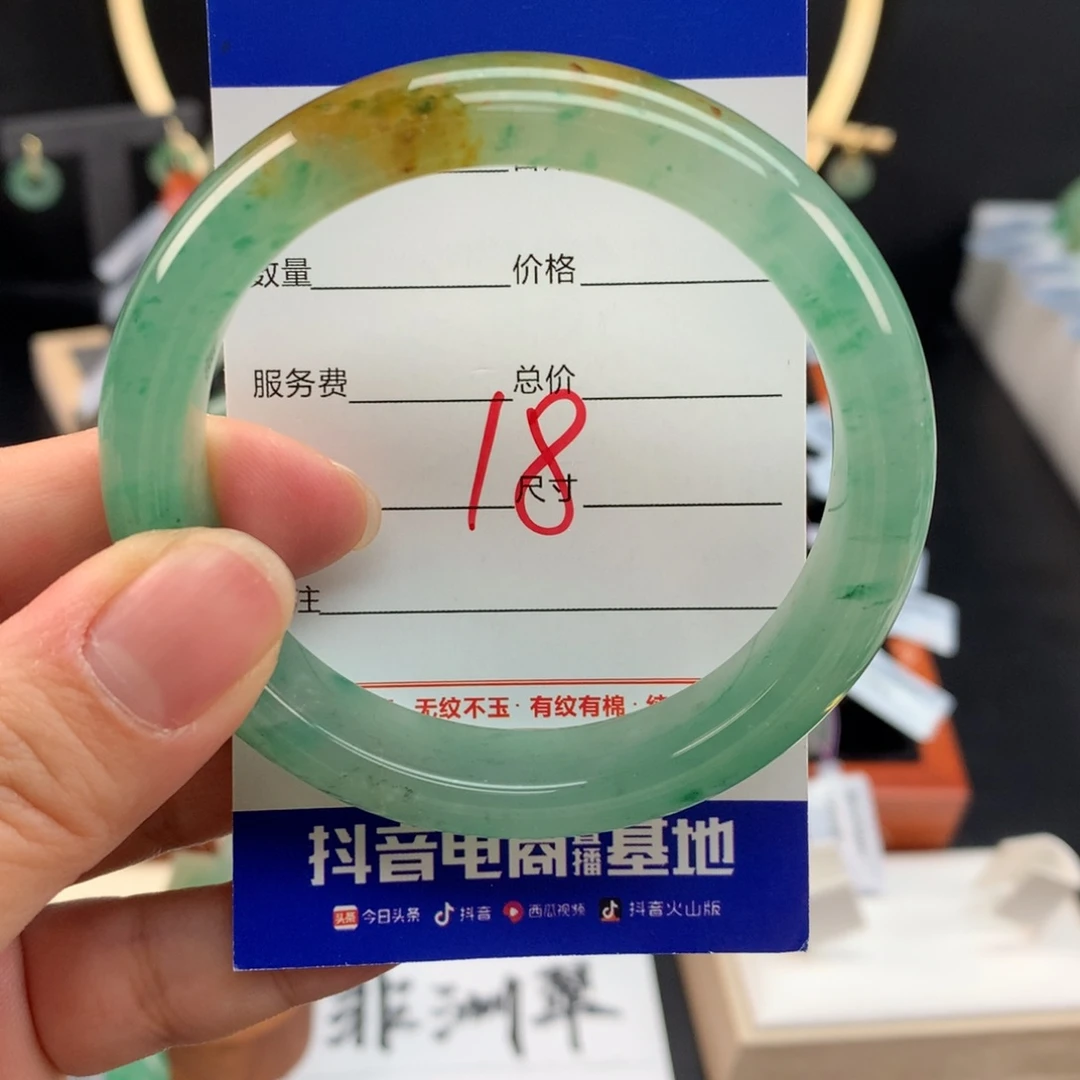 数量 价格
服务费 总价
18
尺寸
注
无纹不玉 · 有纹有棉 ·
抖音电商直播基地
头条 今日头条 抖音 西瓜视频 抖音火山版
非洲翠